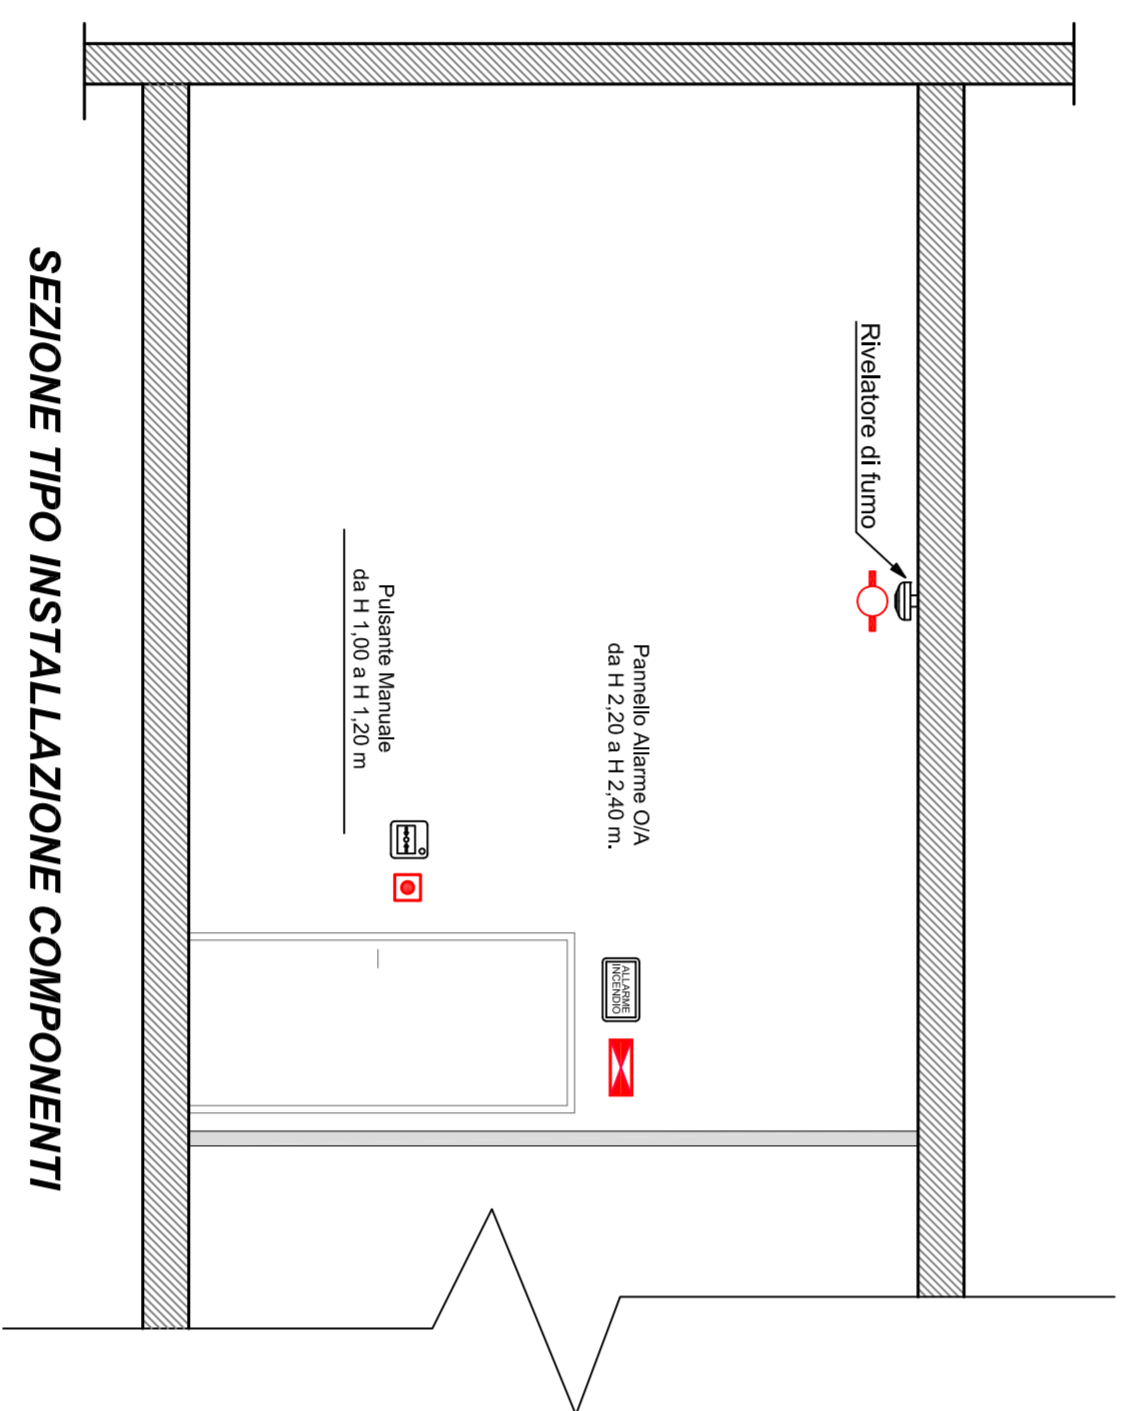 Rivelatore di fumo
Pannello Allarme O/A
da H 2,20 a H 2,40 m.
ALLARME
INCENDIO
Pulsante Manuale
da H 1,00 a H 1,20 m
SEZIONE TIPO INSTALLAZIONE COMPONENTI